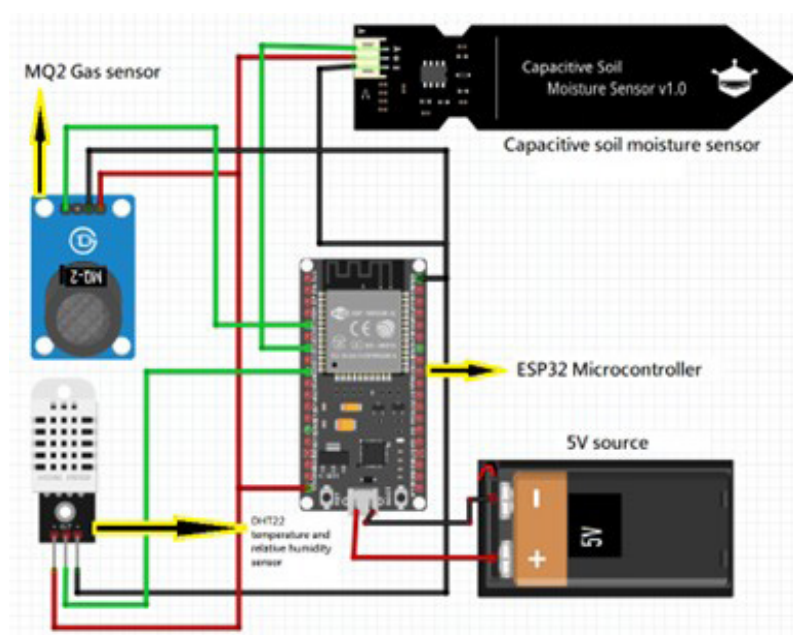 MQ2 Gas sensor
Capacitive Soil
Moisture Sensor v1.0
Capacitive soil moisture sensor
MQ-2
ESP32 Microcontroller
5V source
5V
DHT22
temperature and
relative humidity
sensor